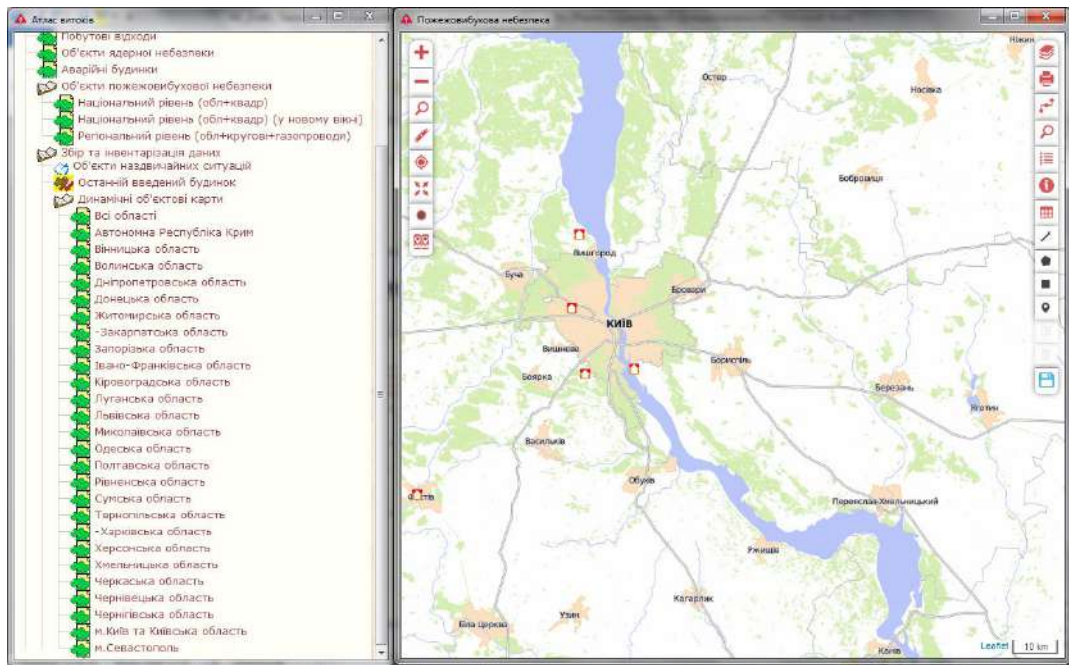 Атлас витоків
Побутові відходи
Об'єкти ядерної небезпеки
Аварійні будинки
Об'єкти пожежовибухової небезпеки
Національний рівень (обл+квадр)
Національний рівень (обл+квадр) (у новому вікні)
Регіональний рівень (обл+кругові+газопроводи)
Збір та інвентарізація даних
Об'єкти наздвичайних ситуацій
Останній введений будинок
Динамічні об'єктові карти
Всі області
Автономна Республіка Крим
Вінницька область
Волинська область
Дніпропетровська область
Донецька область
Житомирська область
-Закарпатська область
Запорізька область
Івано-Франківська область
Кіровоградська область
Луганська область
Львівська область
Миколаївська область
Одеська область
Полтавська область
Рівненська область
Сумська область
Тернопільська область
-Харковська область
Херсонська область
Хмельницька область
Черкаська область
Чернівецька область
Чернігівська область
м.Київ та Київська область
м.Севастополь
Пожежовибухова небезпека
Ніжин
Остер
Носівка
Бобровиця
Вишгород
Буча
Бровари
КИЇВ
Вишневе
Бориспіль
Боярка
Березань
Яготин
Васильків
Обухів
Фастів
Переяслав-Хмельницький
Ржищів
Кагарлик
Узин
Біла Церква
Канів
Leaflet
10 km